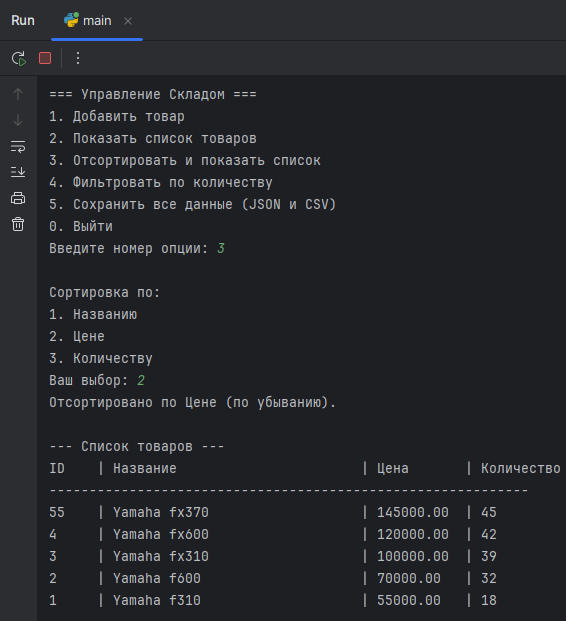 Run main
=== Управление Складом ===
1. Добавить товар
2. Показать список товаров
3. Отсортировать и показать список
4. Фильтровать по количеству
5. Сохранить все данные (JSON и CSV)
0. Выйти
Введите номер опции: 3
Сортировка по:
1. Названию
2. Цене
3. Количеству
Ваш выбор: 2
Отсортировано по Цене (по убыванию).
--- Список товаров ---
ID | Название | Цена | Количество
------------------------------------------------------------
55 | Yamaha fx370 | 145000.00 | 45
4 | Yamaha fx600 | 120000.00 | 42
3 | Yamaha fx310 | 100000.00 | 39
2 | Yamaha f600 | 70000.00 | 32
1 | Yamaha f310 | 55000.00 | 18